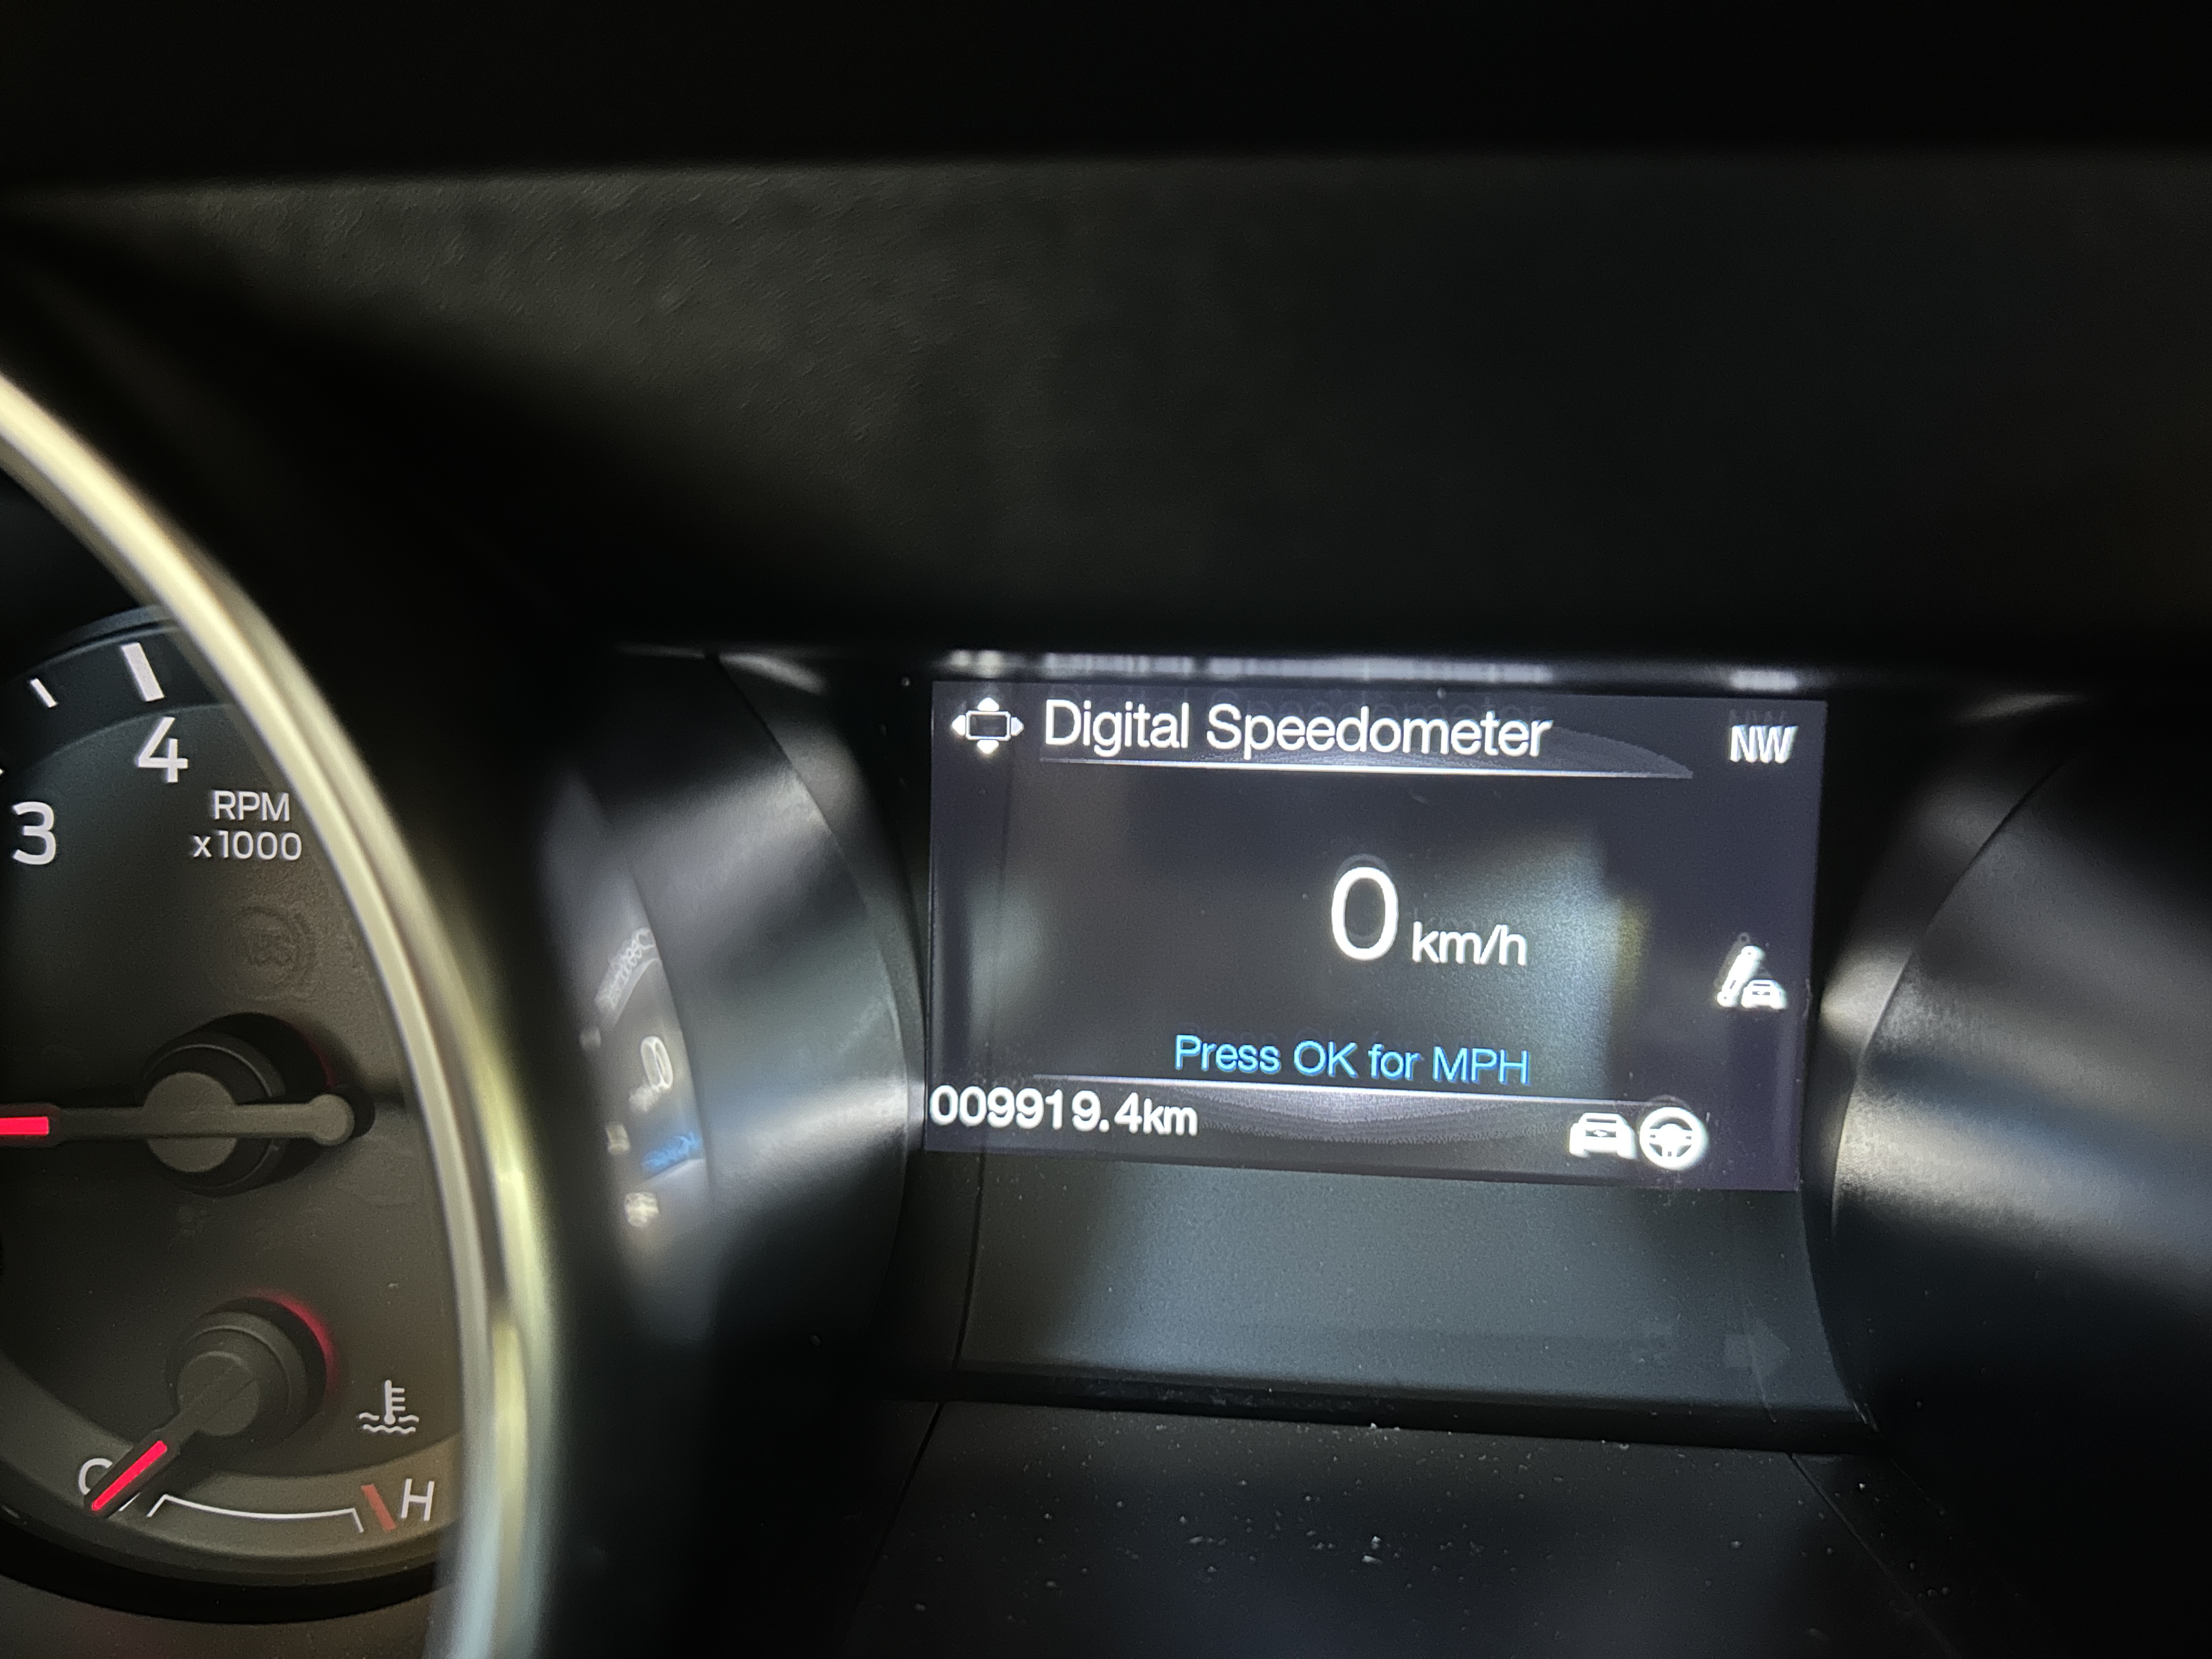 Digital Speedometer
NW
4
3
RPM
x1000
0 km/h
Press OK for MPH
009919.4km
C
H